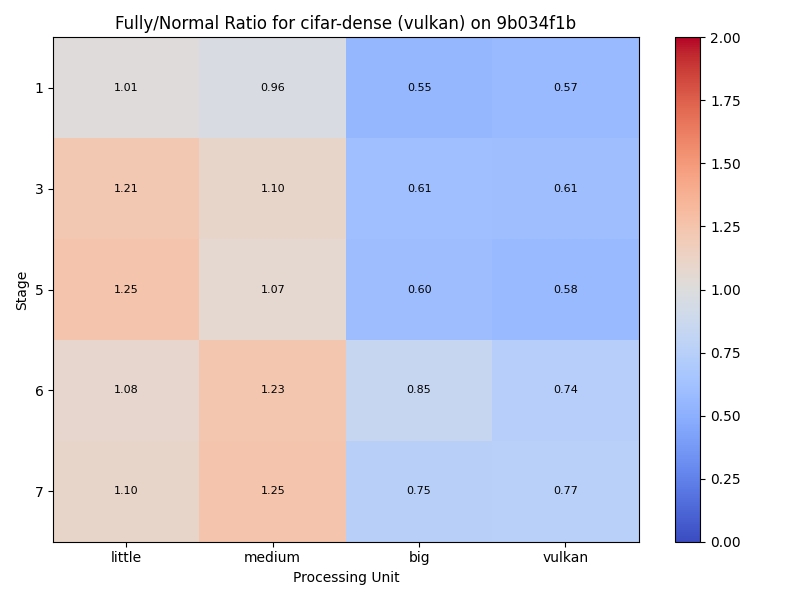 Fully/Normal Ratio for cifar-dense (vulkan) on 9b034f1b
Stage
1 1.01 0.96 0.55 0.57
3 1.21 1.10 0.61 0.61
5 1.25 1.07 0.60 0.58
6 1.08 1.23 0.85 0.74
7 1.10 1.25 0.75 0.77
little medium big vulkan
Processing Unit
2.00
1.75
1.50
1.25
1.00
0.75
0.50
0.25
0.00